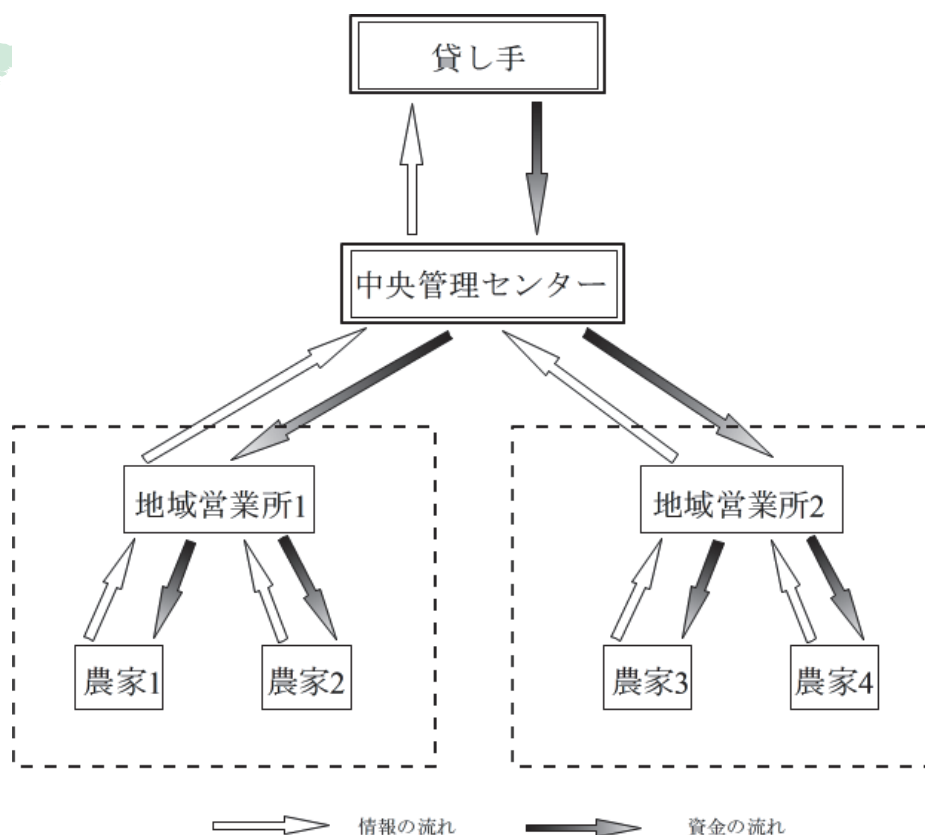 貸し手
中央管理センター
地域営業所1
地域営業所2
農家1
農家2
農家3
農家4
情報の流れ
資金の流れ